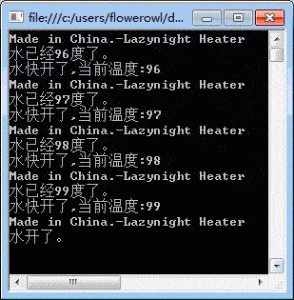 file:///c:/users/flowerowl/d...
Made in China.-Lazynight Heater
水已经96度了。
水快开了,当前温度:96
Made in China.-Lazynight Heater
水已经97度了。
水快开了,当前温度:97
Made in China.-Lazynight Heater
水已经98度了。
水快开了,当前温度:98
Made in China.-Lazynight Heater
水已经99度了。
水快开了,当前温度:99
Made in China.-Lazynight Heater
水开了。